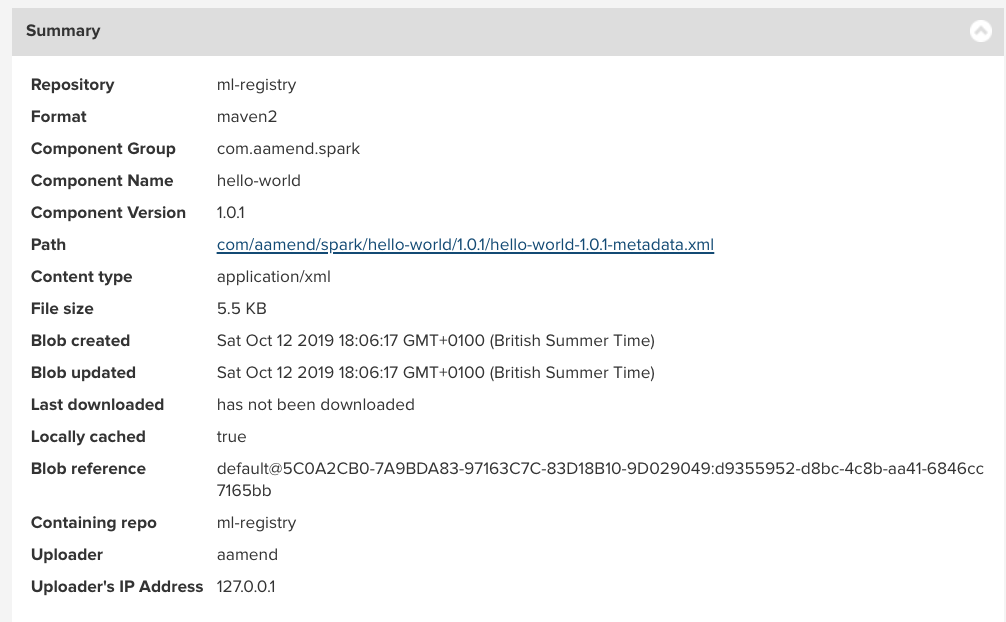 Summary
Repository ml-registry
Format maven2
Component Group com.aamend.spark
Component Name hello-world
Component Version 1.0.1
Path com/aamend/spark/hello-world/1.0.1/hello-world-1.0.1-metadata.xml
Content type application/xml
File size 5.5 KB
Blob created Sat Oct 12 2019 18:06:17 GMT+0100 (British Summer Time)
Blob updated Sat Oct 12 2019 18:06:17 GMT+0100 (British Summer Time)
Last downloaded has not been downloaded
Locally cached true
Blob reference default@5C0A2CB0-7A9BDA83-97163C7C-83D18B10-9D029049:d9355952-d8bc-4c8b-aa41-6846cc
7165bb
Containing repo ml-registry
Uploader aamend
Uploader's IP Address 127.0.0.1